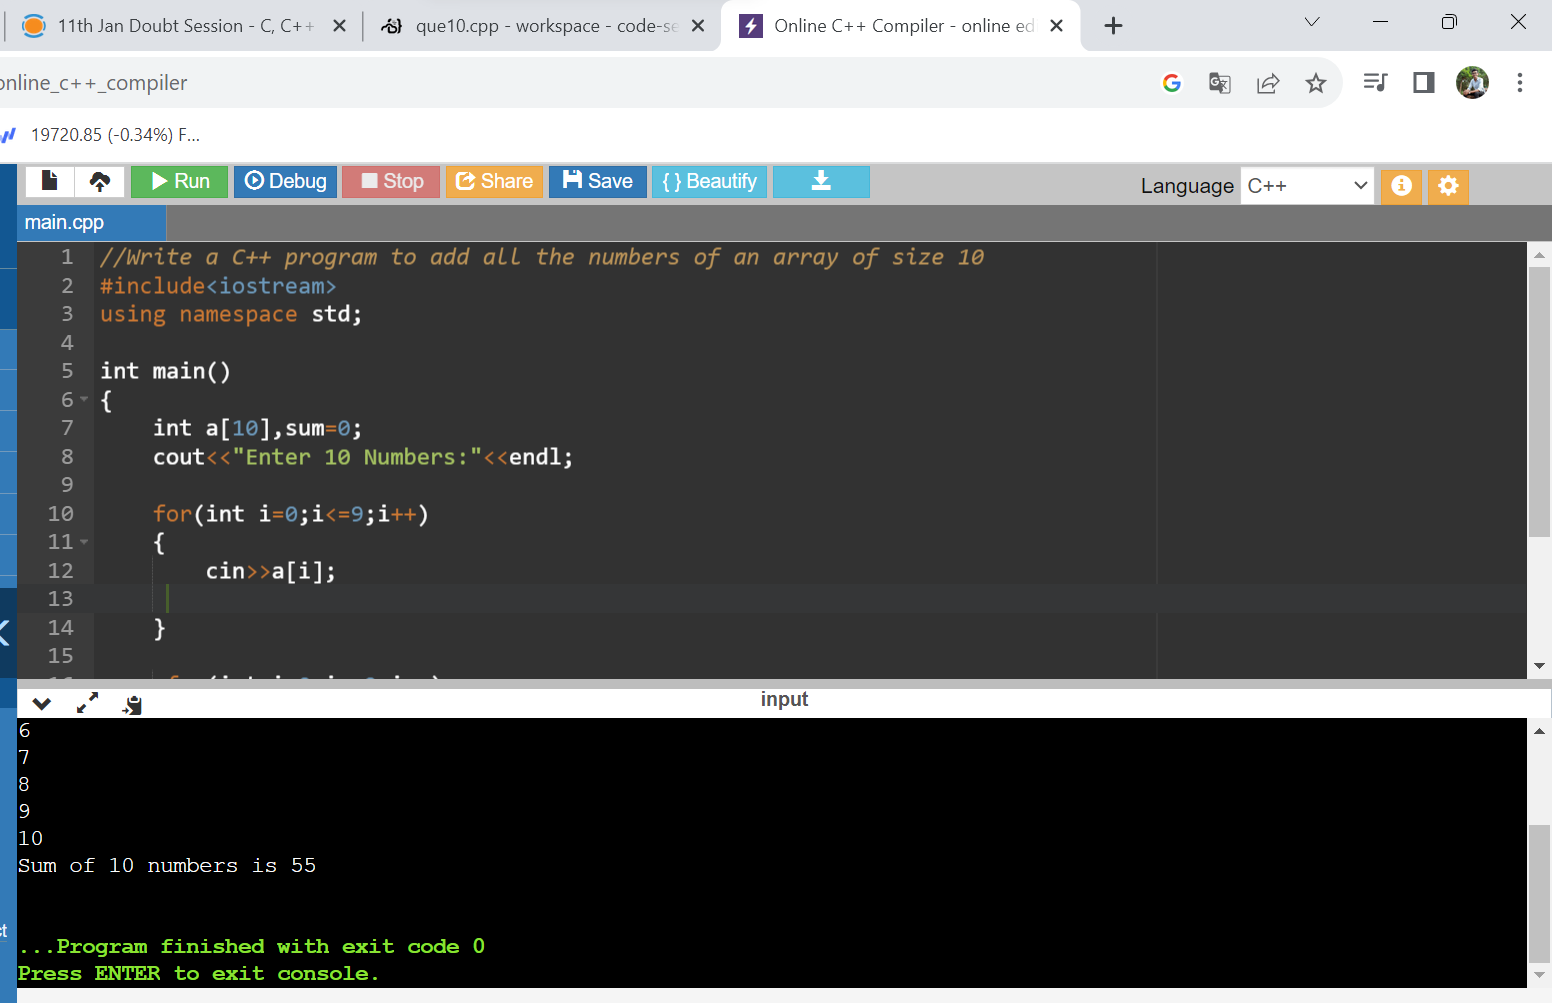 11th Jan Doubt Session - C, C++
que10.cpp - workspace - code-se
Online C++ Compiler - online ed
online_c++_compiler
19720.85 (-0.34%) F...
Run Debug Stop Share Save { } Beautify
Language C++
main.cpp
1 //Write a C++ program to add all the numbers of an array of size 10
2 #include<iostream>
3 using namespace std;
4
5 int main()
6 {
7 int a[10],sum=0;
8 cout<<"Enter 10 Numbers:"<<endl;
9
10 for(int i=0;i<=9;i++)
11 {
12 cin>>a[i];
13
14 }
15
input
6
7
8
9
10
Sum of 10 numbers is 55
...Program finished with exit code 0
Press ENTER to exit console.